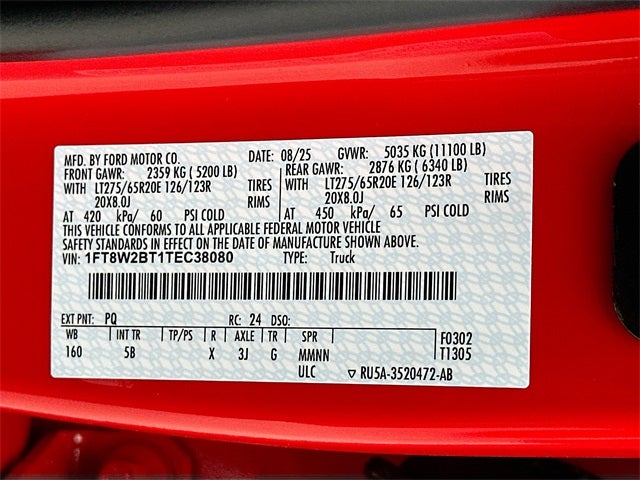 MFD. BY FORD MOTOR CO. DATE: 08/25 GVWR: 5035 KG (11100 LB)
FRONT GAWR: 2359 KG ( 5200 LB) REAR GAWR: 2876 KG ( 6340 LB)
WITH LT275/65R20E 126/123R TIRES WITH LT275/65R20E 126/123R TIRES
20X8.0J RIMS 20X8.0J RIMS
AT 420 kPa/ 60 PSI COLD AT 450 kPa/ 65 PSI COLD
THIS VEHICLE CONFORMS TO ALL APPLICABLE FEDERAL MOTOR VEHICLE
SAFETY STANDARDS IN EFFECT ON THE DATE OF MANUFACTURE SHOWN ABOVE.
VIN: 1FT8W2BT1TEC38080 TYPE: Truck
EXT PNT: PQ RC: 24 DSO:
WB INT TR TP/PS R AXLE TR SPR F0302
160 5B X 3J G MMNN T1305
ULC ▽ RU5A-3520472-AB